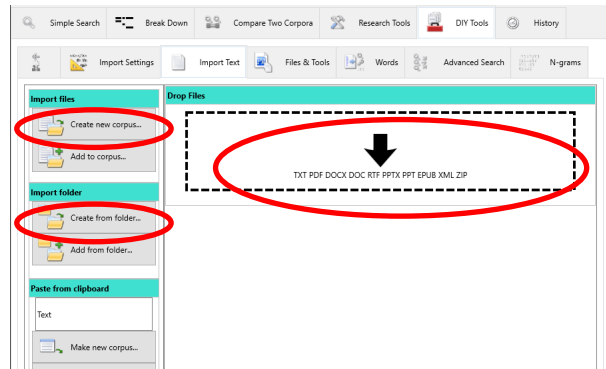 Simple Search Break Down Compare Two Corpora Research Tools DIY Tools History
Import Settings Import Text Files & Tools Words Advanced Search N-grams
Import files
Create new corpus...
Add to corpus...
Import folder
Create from folder...
Add from folder...
Paste from clipboard
Text
Make new corpus...
Drop Files
TXT PDF DOCX DOC RTF PPTX PPT EPUB XML ZIP